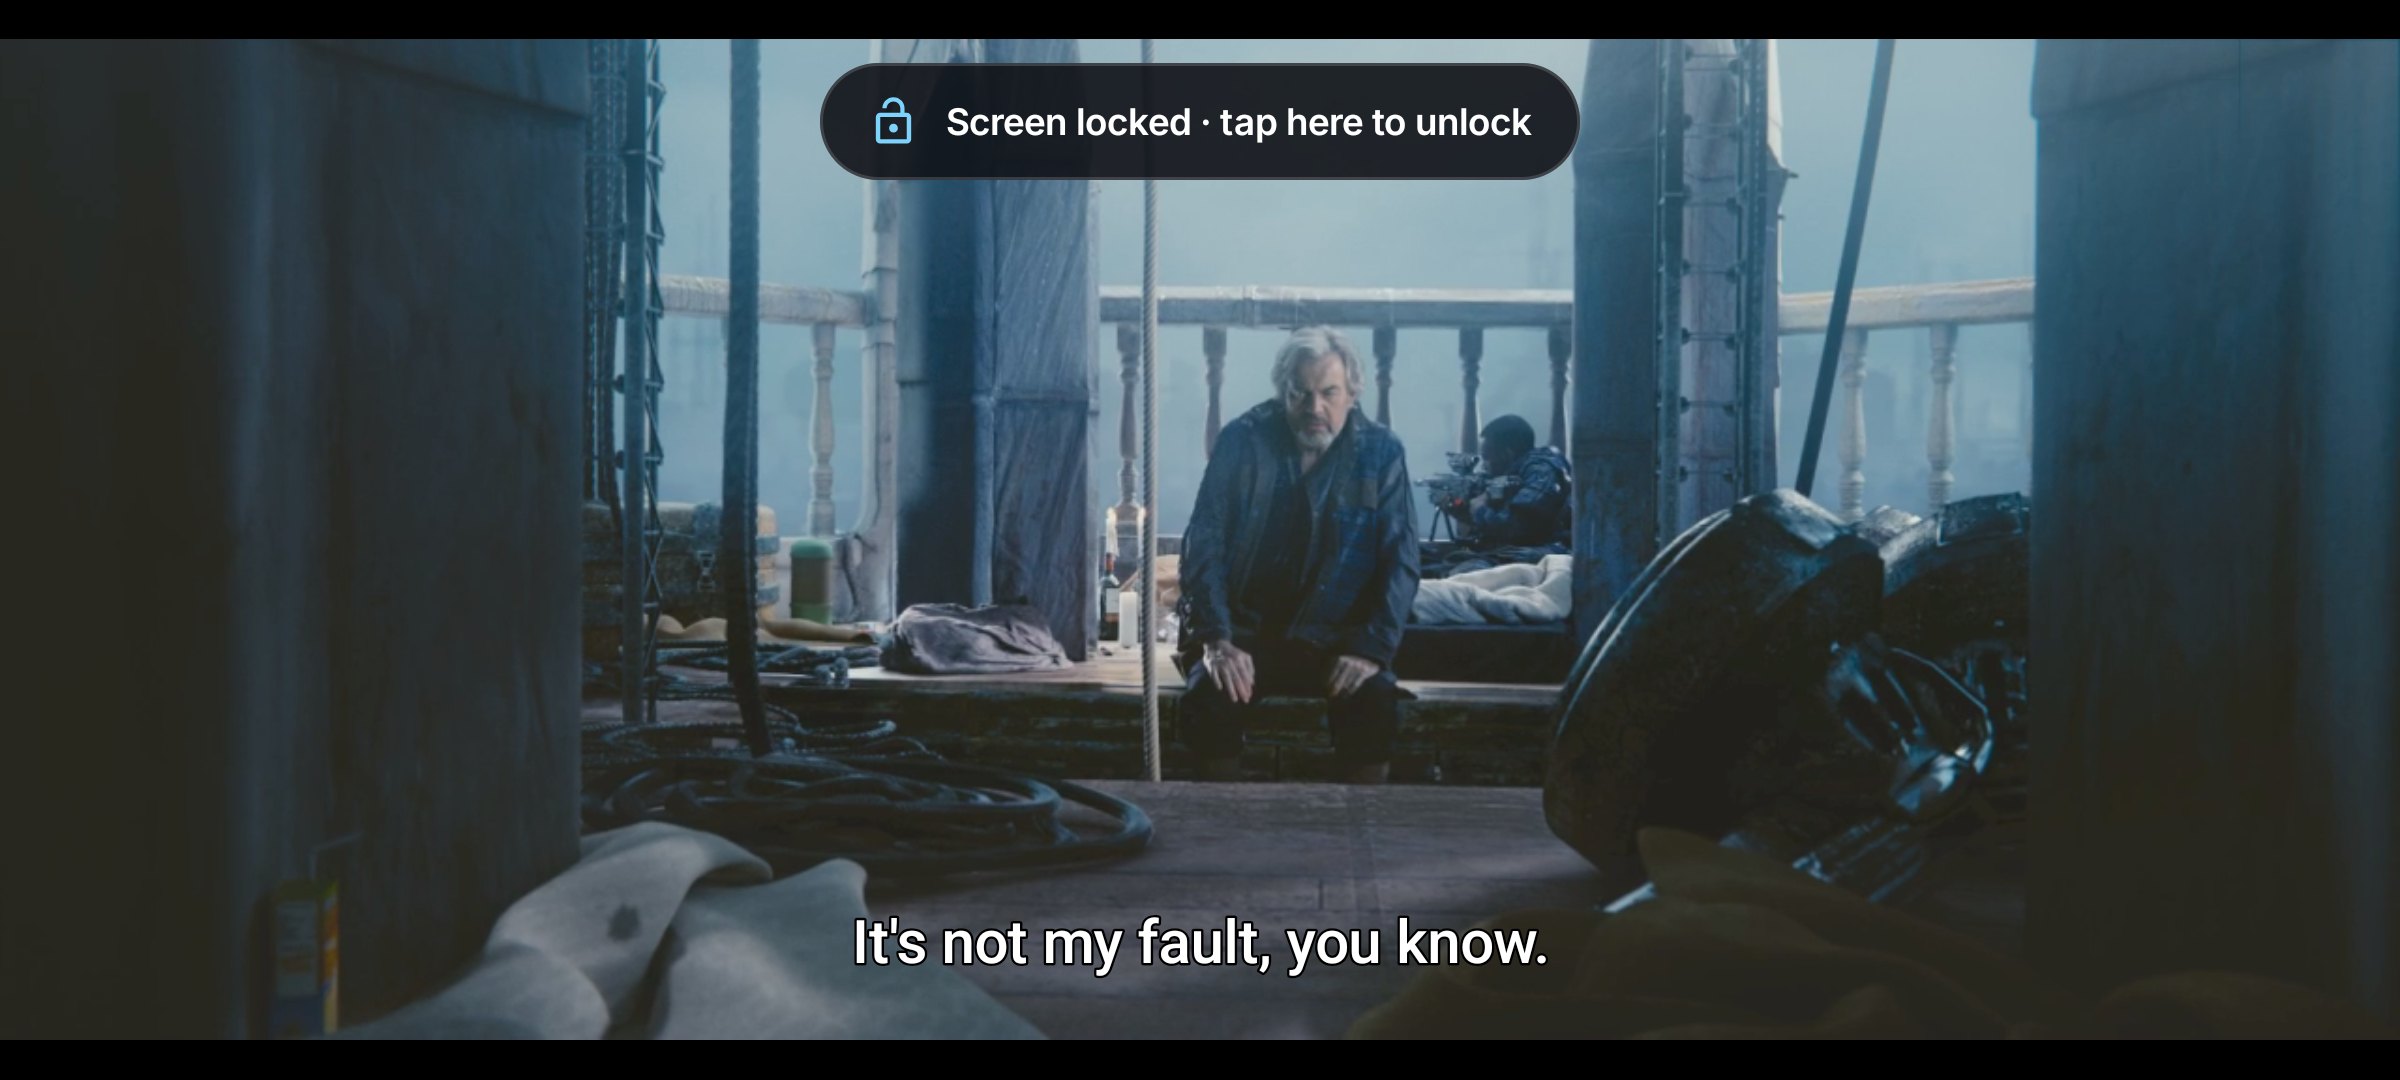 Screen locked · tap here to unlock
It's not my fault, you know.